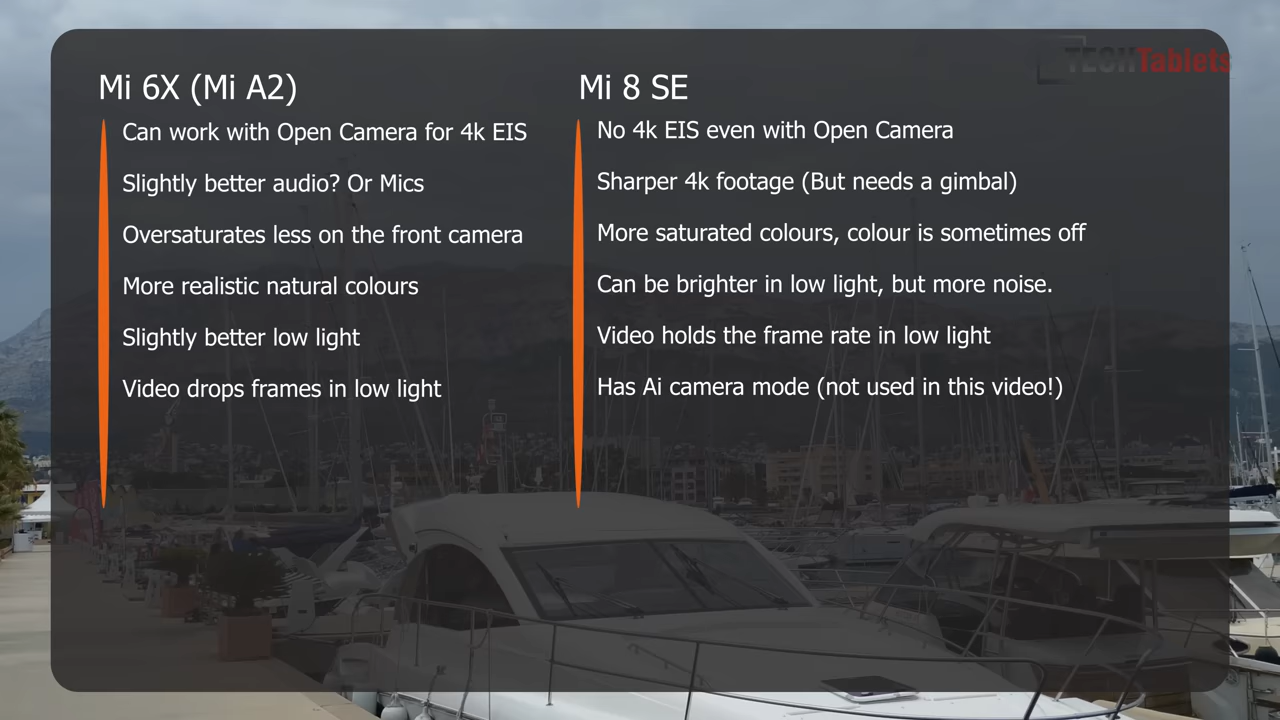 TECHTablets
Mi 6X (Mi A2)
Can work with Open Camera for 4k EIS
Slightly better audio? Or Mics
Oversaturates less on the front camera
More realistic natural colours
Slightly better low light
Video drops frames in low light
Mi 8 SE
No 4k EIS even with Open Camera
Sharper 4k footage (But needs a gimbal)
More saturated colours, colour is sometimes off
Can be brighter in low light, but more noise.
Video holds the frame rate in low light
Has Ai camera mode (not used in this video!)